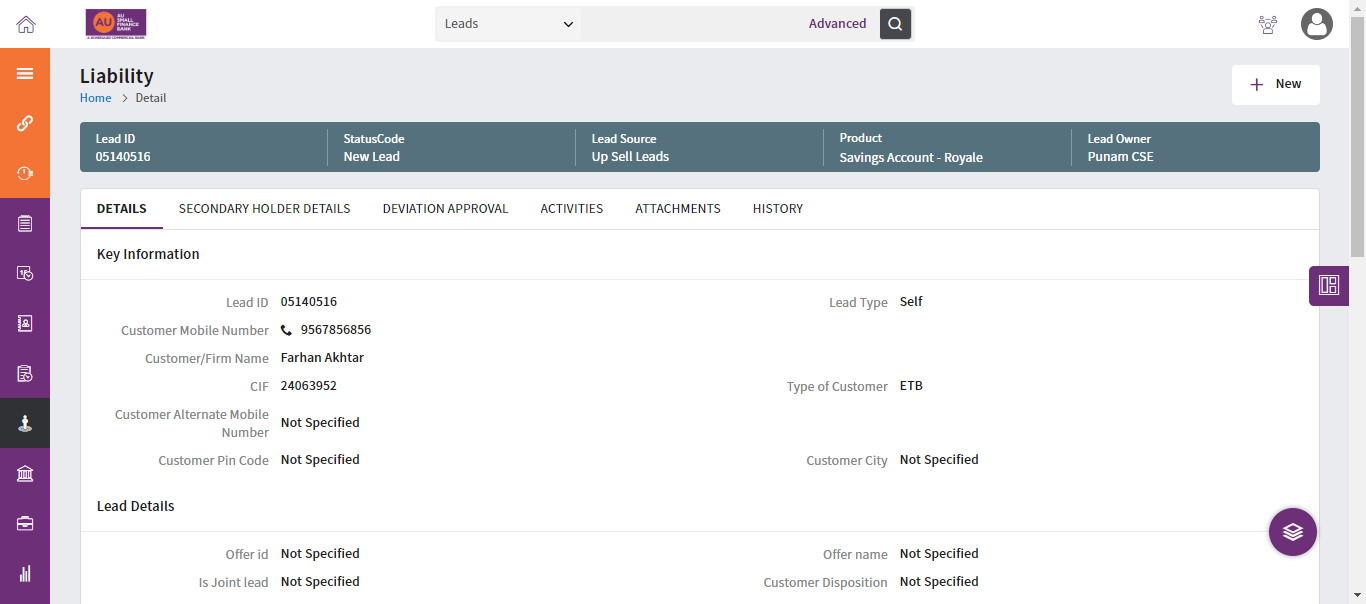 AU
AU
SMALL
FINANCE
BANK
A SCHEDULED COMMERCIAL BANK
Leads
Advanced
Liability
Home > Detail
New
Lead ID
05140516
StatusCode
New Lead
Lead Source
Up Sell Leads
Product
Savings Account - Royale
Lead Owner
Punam CSE
DETAILS SECONDARY HOLDER DETAILS DEVIATION APPROVAL ACTIVITIES ATTACHMENTS HISTORY
Key Information
Lead ID 05140516
Lead Type Self
Customer Mobile Number 9567856856
Customer/Firm Name Farhan Akhtar
CIF 24063952
Type of Customer ETB
Customer Alternate Mobile
Number Not Specified
Customer Pin Code Not Specified
Customer City Not Specified
Lead Details
Offer id Not Specified
Offer name Not Specified
Is Joint lead Not Specified
Customer Disposition Not Specified